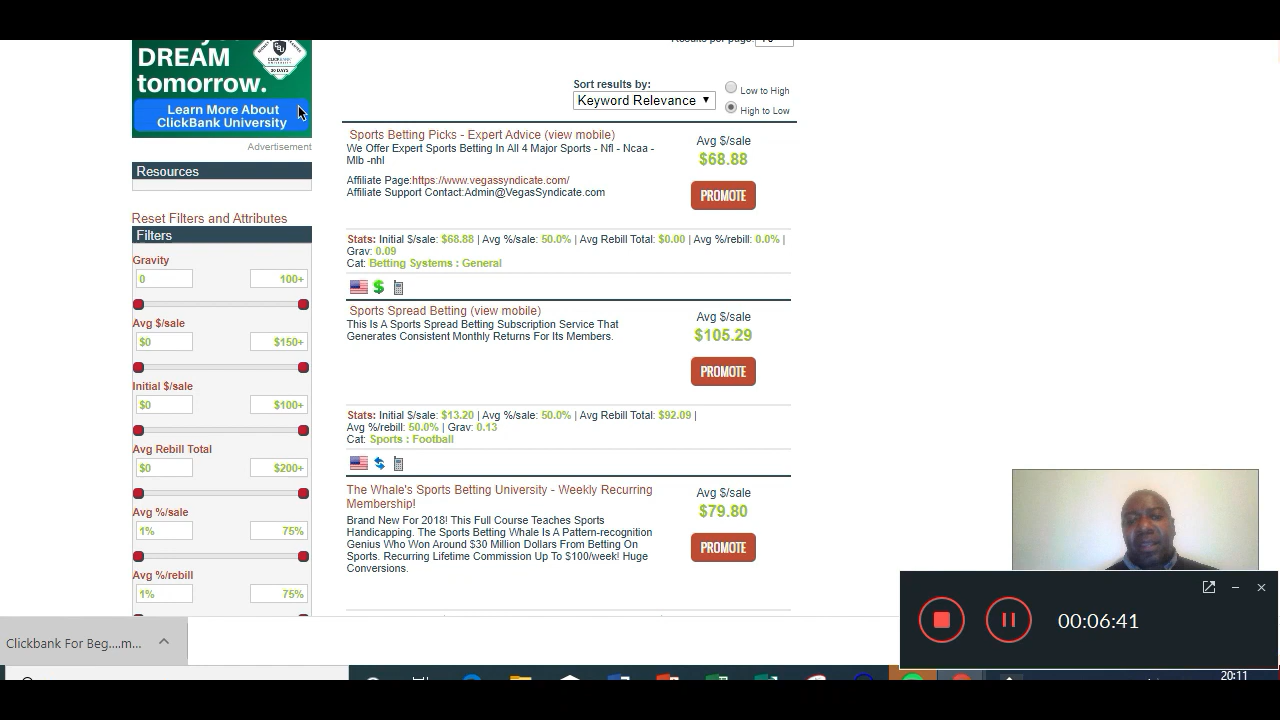 DREAM
tomorrow.
Learn More About
ClickBank University
Advertisement
Resources
Reset Filters and Attributes
Filters
Gravity
0 100+
Avg $/sale
$0 $150+
Initial $/sale
$0 $100+
Avg Rebill Total
$0 $200+
Avg %/sale
1% 75%
Avg %/rebill
1% 75%
Results per page:
Sort results by:
Keyword Relevance
Low to High
High to Low
Sports Betting Picks - Expert Advice (view mobile)
We Offer Expert Sports Betting In All 4 Major Sports - Nfl - Ncaa -
Mlb -nhl
Affiliate Page:https://www.vegassyndicate.com/
Affiliate Support Contact:Admin@VegasSyndicate.com
Avg $/sale
$68.88
PROMOTE
Stats: Initial $/sale: $68.88 | Avg %/sale: 50.0% | Avg Rebill Total: $0.00 | Avg %/rebill: 0.0% |
Grav: 0.09
Cat: Betting Systems : General
Sports Spread Betting (view mobile)
This Is A Sports Spread Betting Subscription Service That
Generates Consistent Monthly Returns For Its Members.
Avg $/sale
$105.29
PROMOTE
Stats: Initial $/sale: $13.20 | Avg %/sale: 50.0% | Avg Rebill Total: $92.09 |
Avg %/rebill: 50.0% | Grav: 0.13
Cat: Sports : Football
The Whale's Sports Betting University - Weekly Recurring
Membership!
Brand New For 2018! This Full Course Teaches Sports
Handicapping. The Sports Betting Whale Is A Pattern-recognition
Genius Who Won Around $30 Million Dollars From Betting On
Sports. Recurring Lifetime Commission Up To $100/week! Huge
Conversions.
Avg $/sale
$79.80
PROMOTE
Clickbank For Beg....m...
00:06:41
20:11